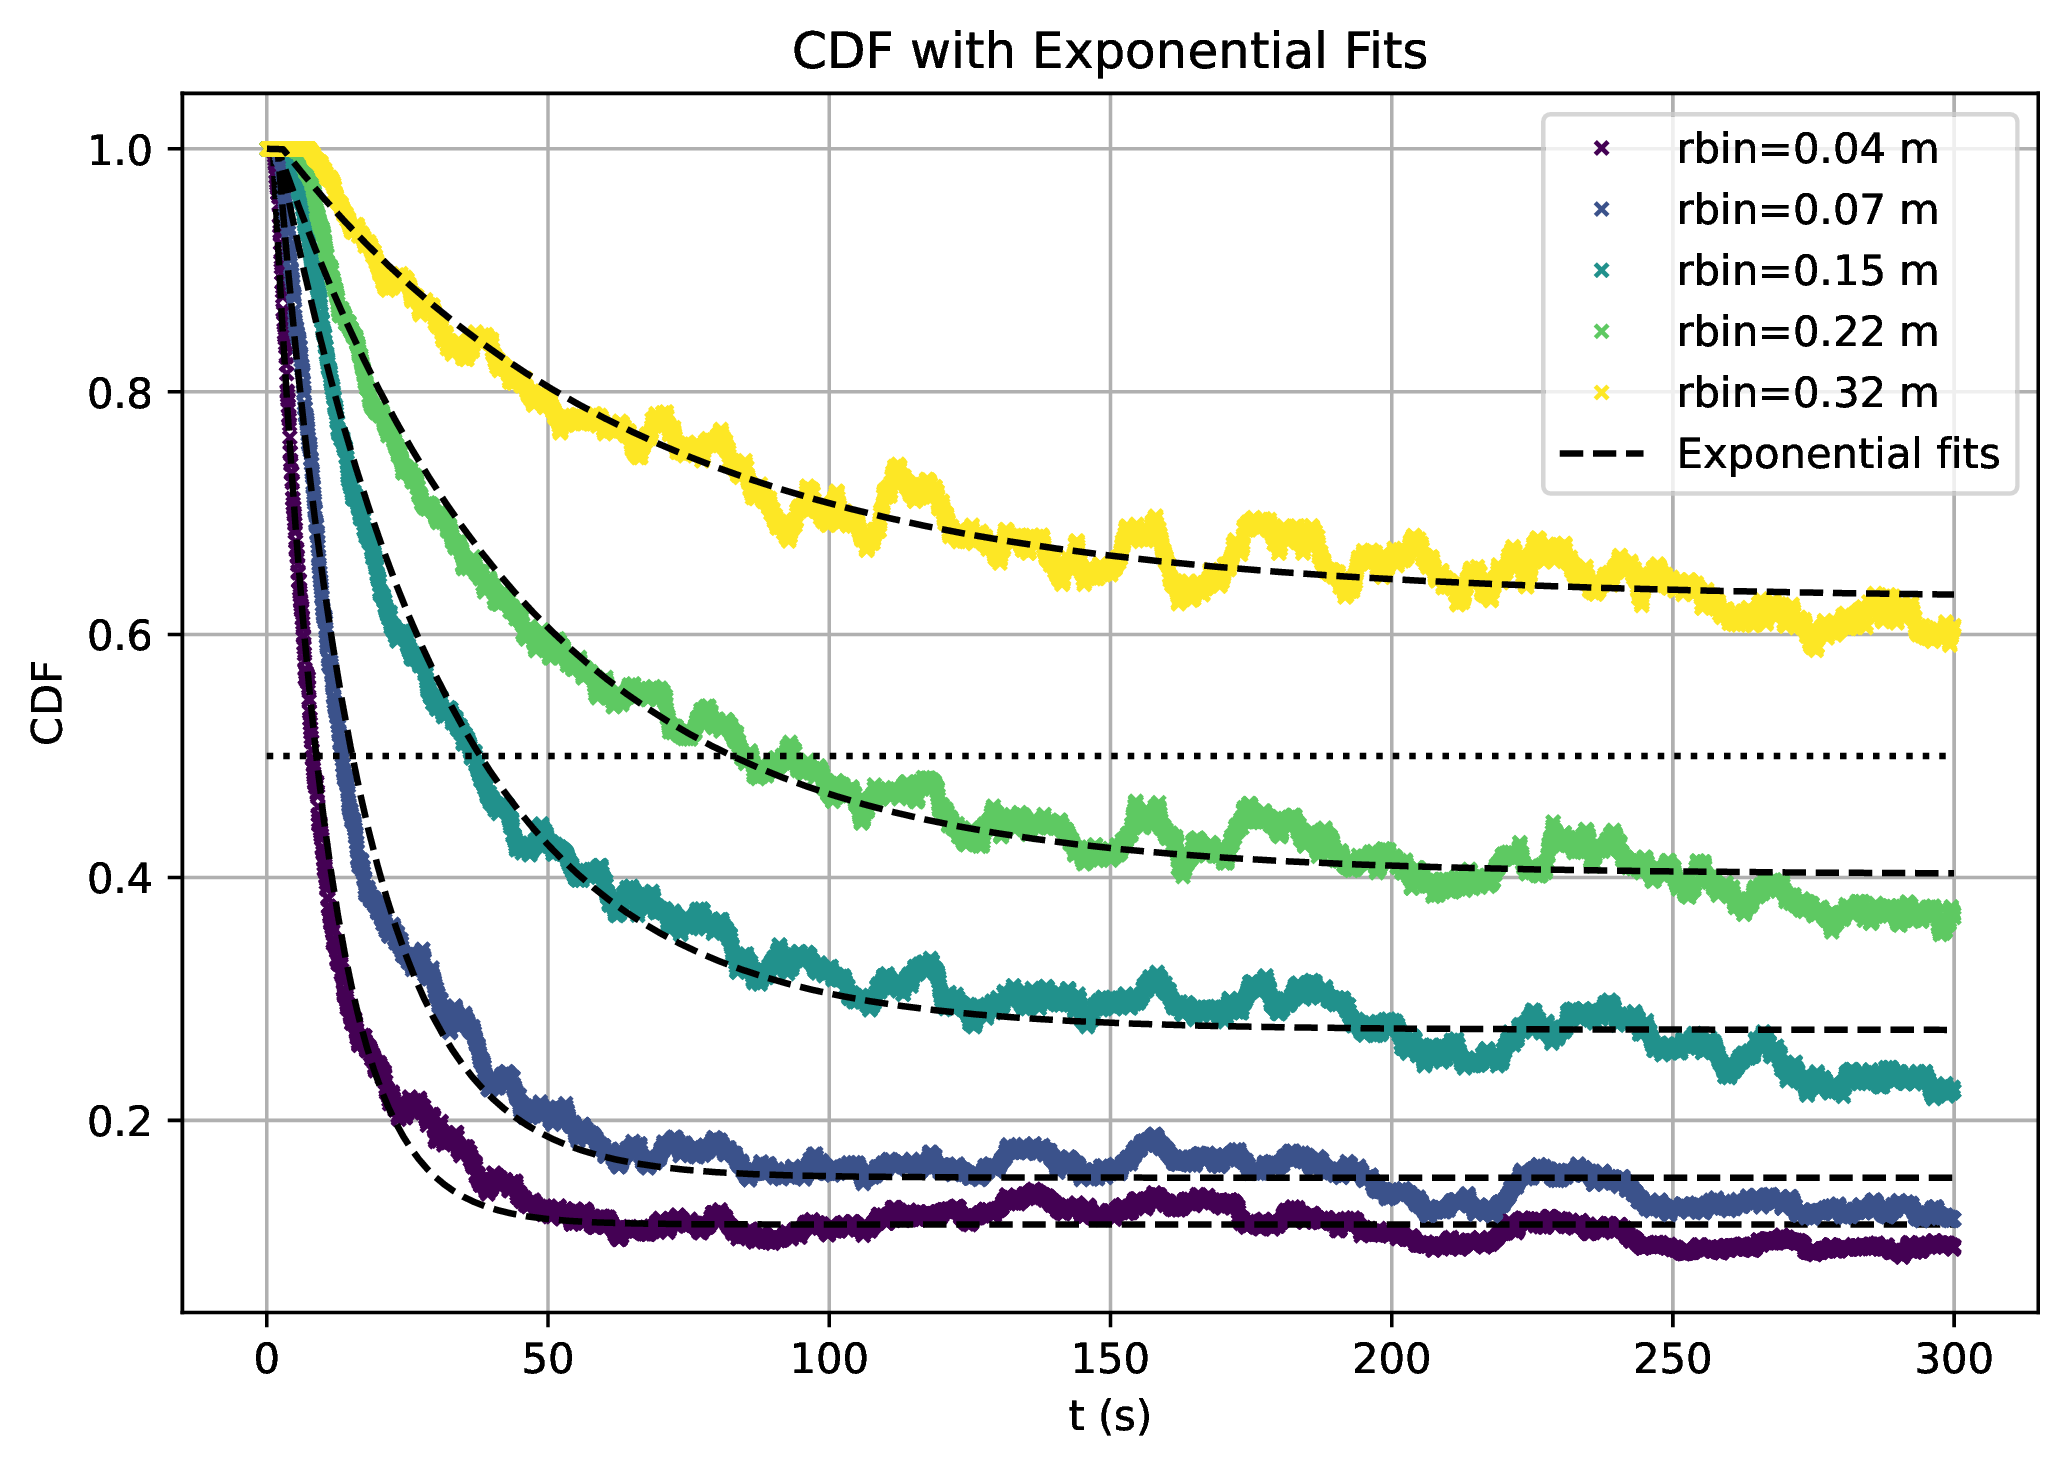 CDF with Exponential Fits
rbin=0.04 m
rbin=0.07 m
rbin=0.15 m
rbin=0.22 m
rbin=0.32 m
Exponential fits
CDF
1.0
0.8
0.6
0.4
0.2
0
50
100
150
200
250
300
t (s)